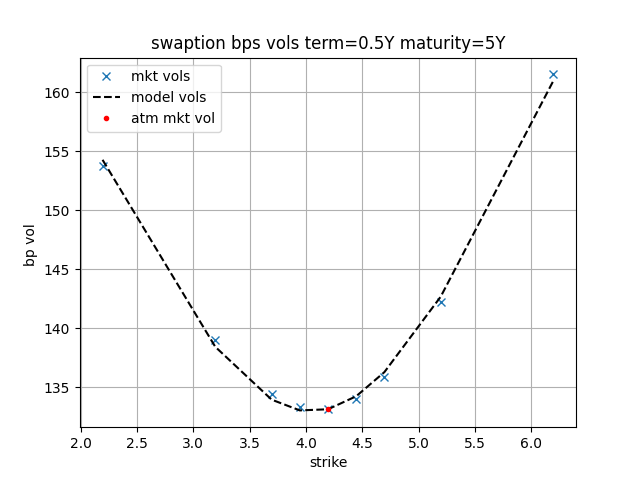 swaption bps vols term=0.5Y maturity=5Y
mkt vols
model vols
atm mkt vol
160
155
150
145
140
135
bp vol
2.0 2.5 3.0 3.5 4.0 4.5 5.0 5.5 6.0
strike